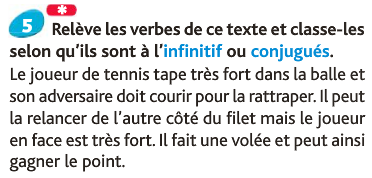 5 Relève les verbes de ce texte et classe-les
selon qu'ils sont à l'infinitif ou conjugués.
Le joueur de tennis tape très fort dans la balle et
son adversaire doit courir pour la rattraper. Il peut
la relancer de l'autre côté du filet mais le joueur
en face est très fort. Il fait une volée et peut ainsi
gagner le point.